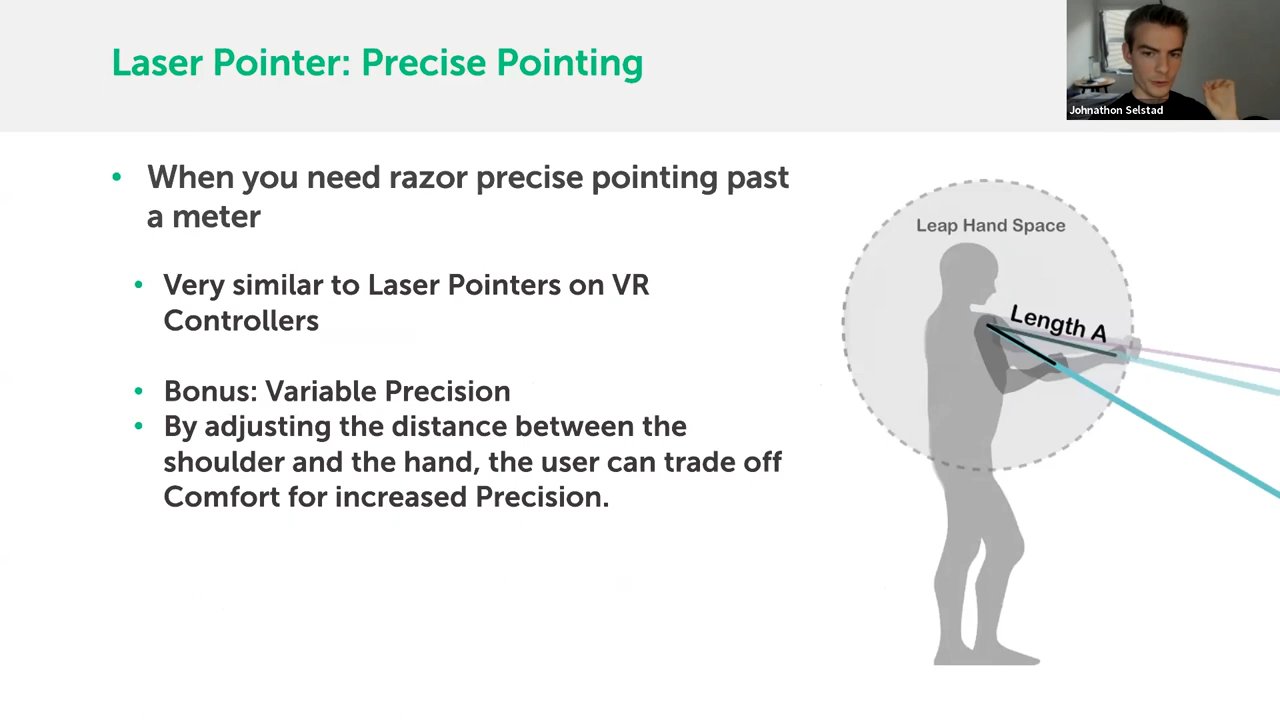 Laser Pointer: Precise Pointing
Johnathon Selstad
When you need razor precise pointing past
a meter
Very similar to Laser Pointers on VR
Controllers
Bonus: Variable Precision
By adjusting the distance between the
shoulder and the hand, the user can trade off
Comfort for increased Precision.
Leap Hand Space
Length A